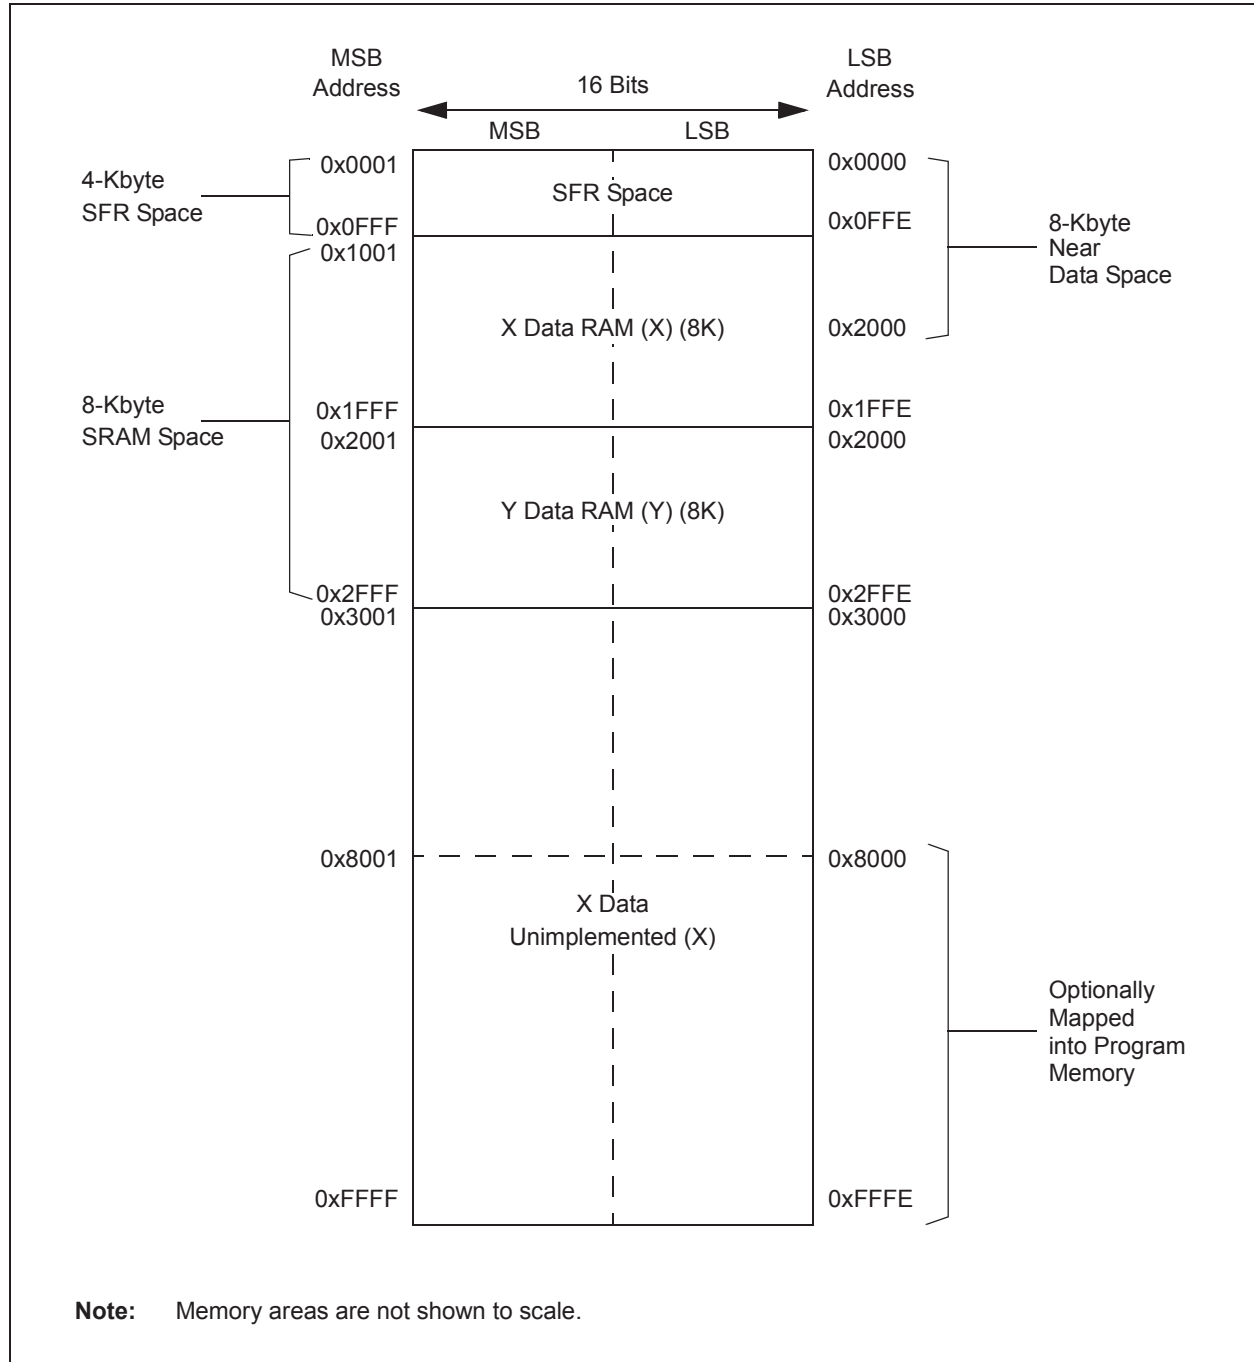 MSB
Address
LSB
Address
16 Bits
MSB
LSB
4-Kbyte
SFR Space
0x0001
0x0FFF
0x1001
SFR Space
0x0000
0x0FFE
8-Kbyte
Near
Data Space
X Data RAM (X) (8K)
0x2000
8-Kbyte
SRAM Space
0x1FFF
0x2001
0x1FFE
0x2000
Y Data RAM (Y) (8K)
0x2FFF
0x3001
0x2FFE
0x3000
0x8001
0x8000
X Data
Unimplemented (X)
Optionally
Mapped
into Program
Memory
0xFFFF
0xFFFE
Note: Memory areas are not shown to scale.